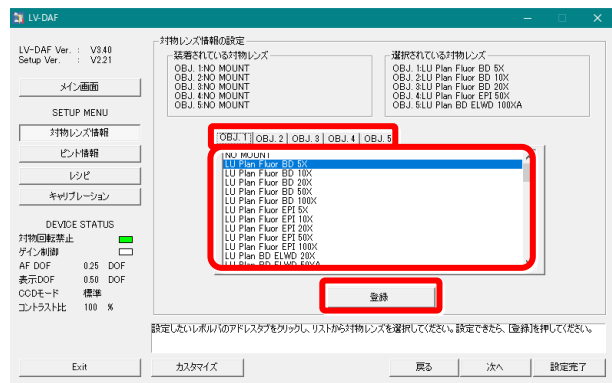 LV-DAF
LV-DAF Ver. : V3.40
Setup Ver. : V2.21
メイン画面
SETUP MENU
対物レンズ情報
ピント情報
レシピ
キャリブレーション
DEVICE STATUS
対物回転禁止
ゲイン制御
AF DOF 0.25 DOF
表示DOF 0.50 DOF
CCDモード 標準
コントラスト比 100 %
Exit
対物レンズ情報の設定
装着されている対物レンズ
OBJ. 1:NO MOUNT
OBJ. 2:NO MOUNT
OBJ. 3:NO MOUNT
OBJ. 4:NO MOUNT
OBJ. 5:NO MOUNT
選択されている対物レンズ
OBJ. 1:LU Plan Fluor BD 5X
OBJ. 2:LU Plan Fluor BD 10X
OBJ. 3:LU Plan Fluor BD 20X
OBJ. 4:LU Plan Fluor EPI 50X
OBJ. 5:LU Plan BD ELWD 100XA
OBJ. 1 OBJ. 2 OBJ. 3 OBJ. 4 OBJ. 5
NO MOUNT
LU Plan Fluor BD 5X
LU Plan Fluor BD 10X
LU Plan Fluor BD 20X
LU Plan Fluor BD 50X
LU Plan Fluor BD 100X
LU Plan Fluor EPI 5X
LU Plan Fluor EPI 10X
LU Plan Fluor EPI 20X
LU Plan Fluor EPI 50X
LU Plan Fluor EPI 100X
LU Plan BD ELWD 20X
LU Plan BD ELWD 50XA
登録
設定したいレボルバのアドレスタブをクリックし、リストから対物レンズを選択してください。設定できたら、[登録]を押してください。
カスタマイズ
戻る
次へ
設定完了